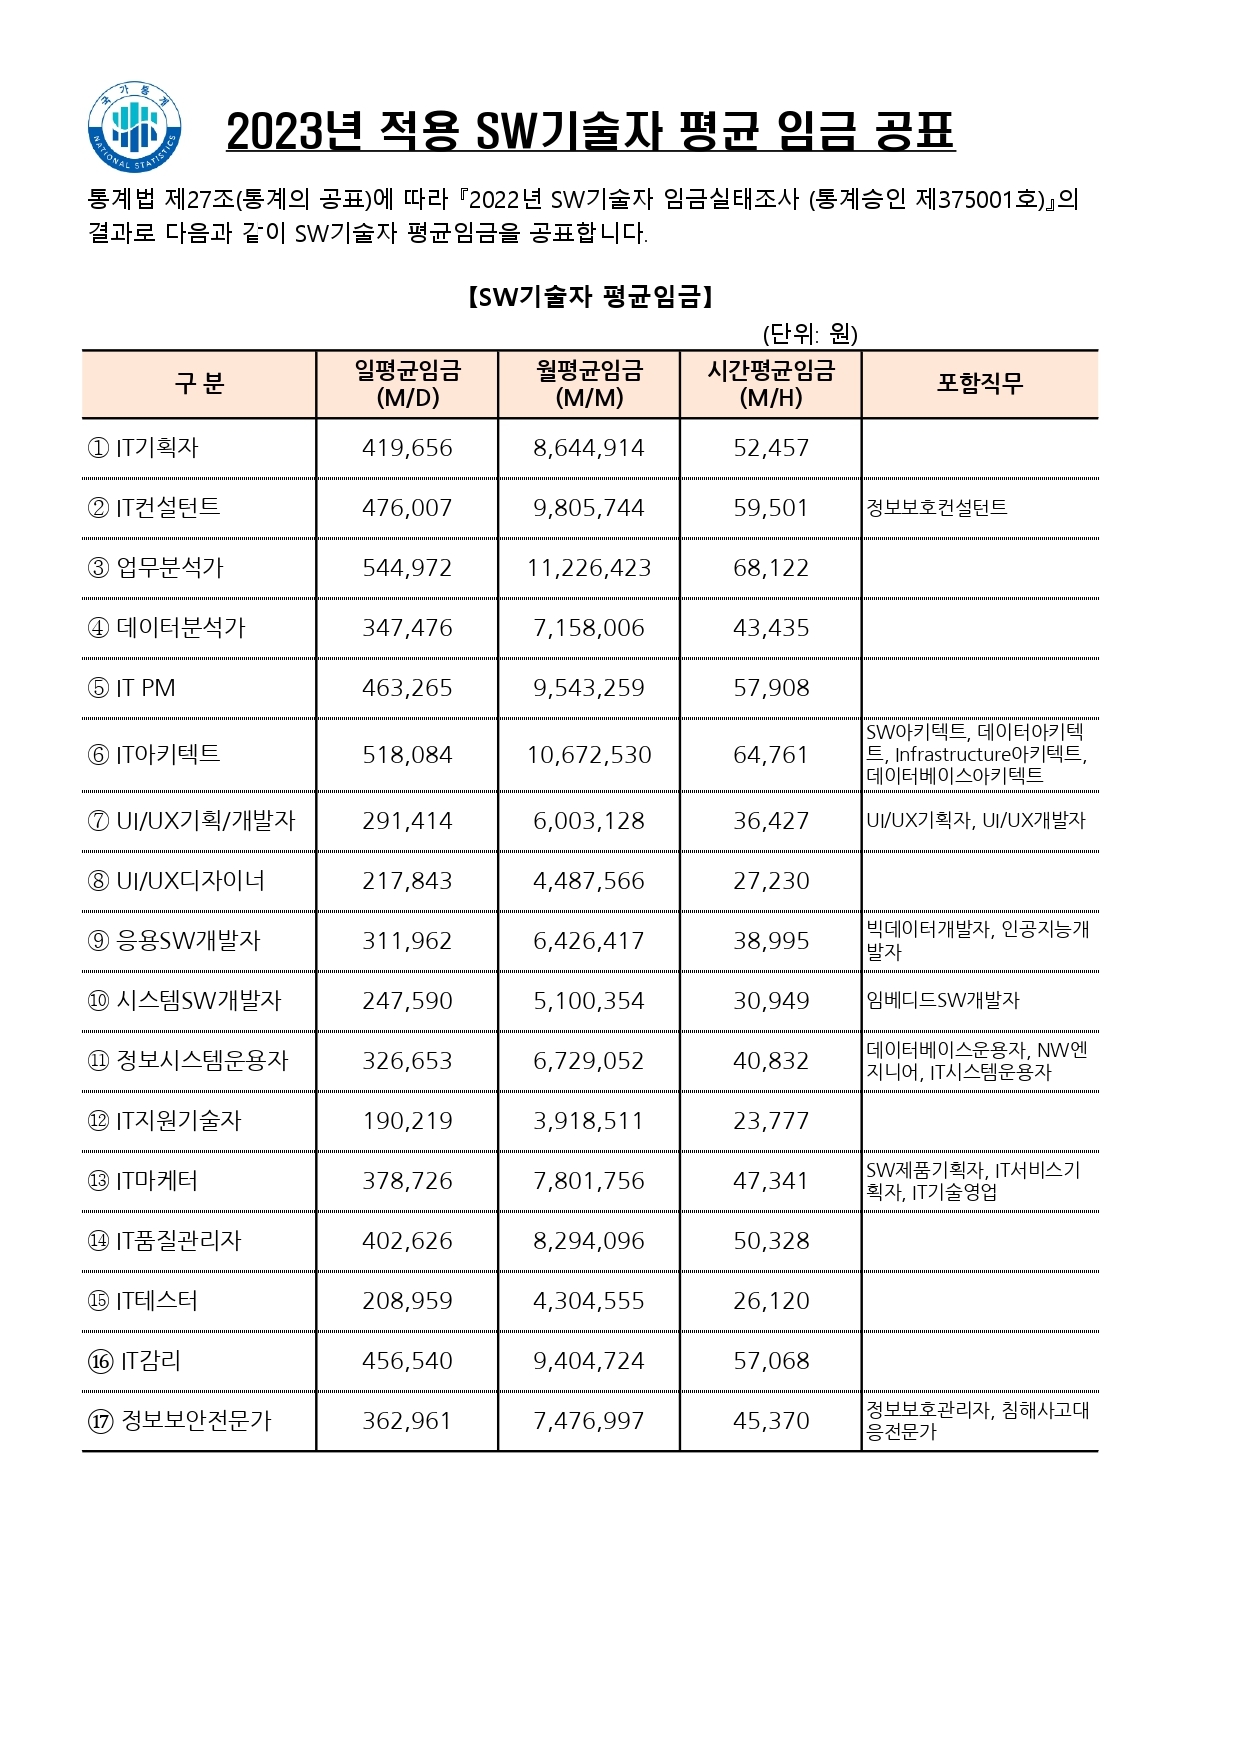 국가통계
NATIONAL STATISTICS
2023년 적용 SW기술자 평균 임금 공표
통계법 제27조(통계의 공표)에 따라 『2022년 SW기술자 임금실태조사 (통계승인 제375001호)』의
결과로 다음과 같이 SW기술자 평균임금을 공표합니다.
【SW기술자 평균임금】
(단위: 원)
구 분 일평균임금 (M/D) 월평균임금 (M/M) 시간평균임금 (M/H) 포함직무
① IT기획자 419,656 8,644,914 52,457
② IT컨설턴트 476,007 9,805,744 59,501 정보보호컨설턴트
③ 업무분석가 544,972 11,226,423 68,122
④ 데이터분석가 347,476 7,158,006 43,435
⑤ IT PM 463,265 9,543,259 57,908
⑥ IT아키텍트 518,084 10,672,530 64,761 SW아키텍트, 데이터아키텍
트, Infrastructure아키텍트,
데이터베이스아키텍트
⑦ UI/UX기획/개발자 291,414 6,003,128 36,427 UI/UX기획자, UI/UX개발자
⑧ UI/UX디자이너 217,843 4,487,566 27,230
⑨ 응용SW개발자 311,962 6,426,417 38,995 빅데이터개발자, 인공지능개
발자
⑩ 시스템SW개발자 247,590 5,100,354 30,949 임베디드SW개발자
⑪ 정보시스템운용자 326,653 6,729,052 40,832 데이터베이스운용자, NW엔
지니어, IT시스템운용자
⑫ IT지원기술자 190,219 3,918,511 23,777
⑬ IT마케터 378,726 7,801,756 47,341 SW제품기획자, IT서비스기
획자, IT기술영업
⑭ IT품질관리자 402,626 8,294,096 50,328
⑮ IT테스터 208,959 4,304,555 26,120
⑯ IT감리 456,540 9,404,724 57,068
⑰ 정보보안전문가 362,961 7,476,997 45,370 정보보호관리자, 침해사고대
응전문가